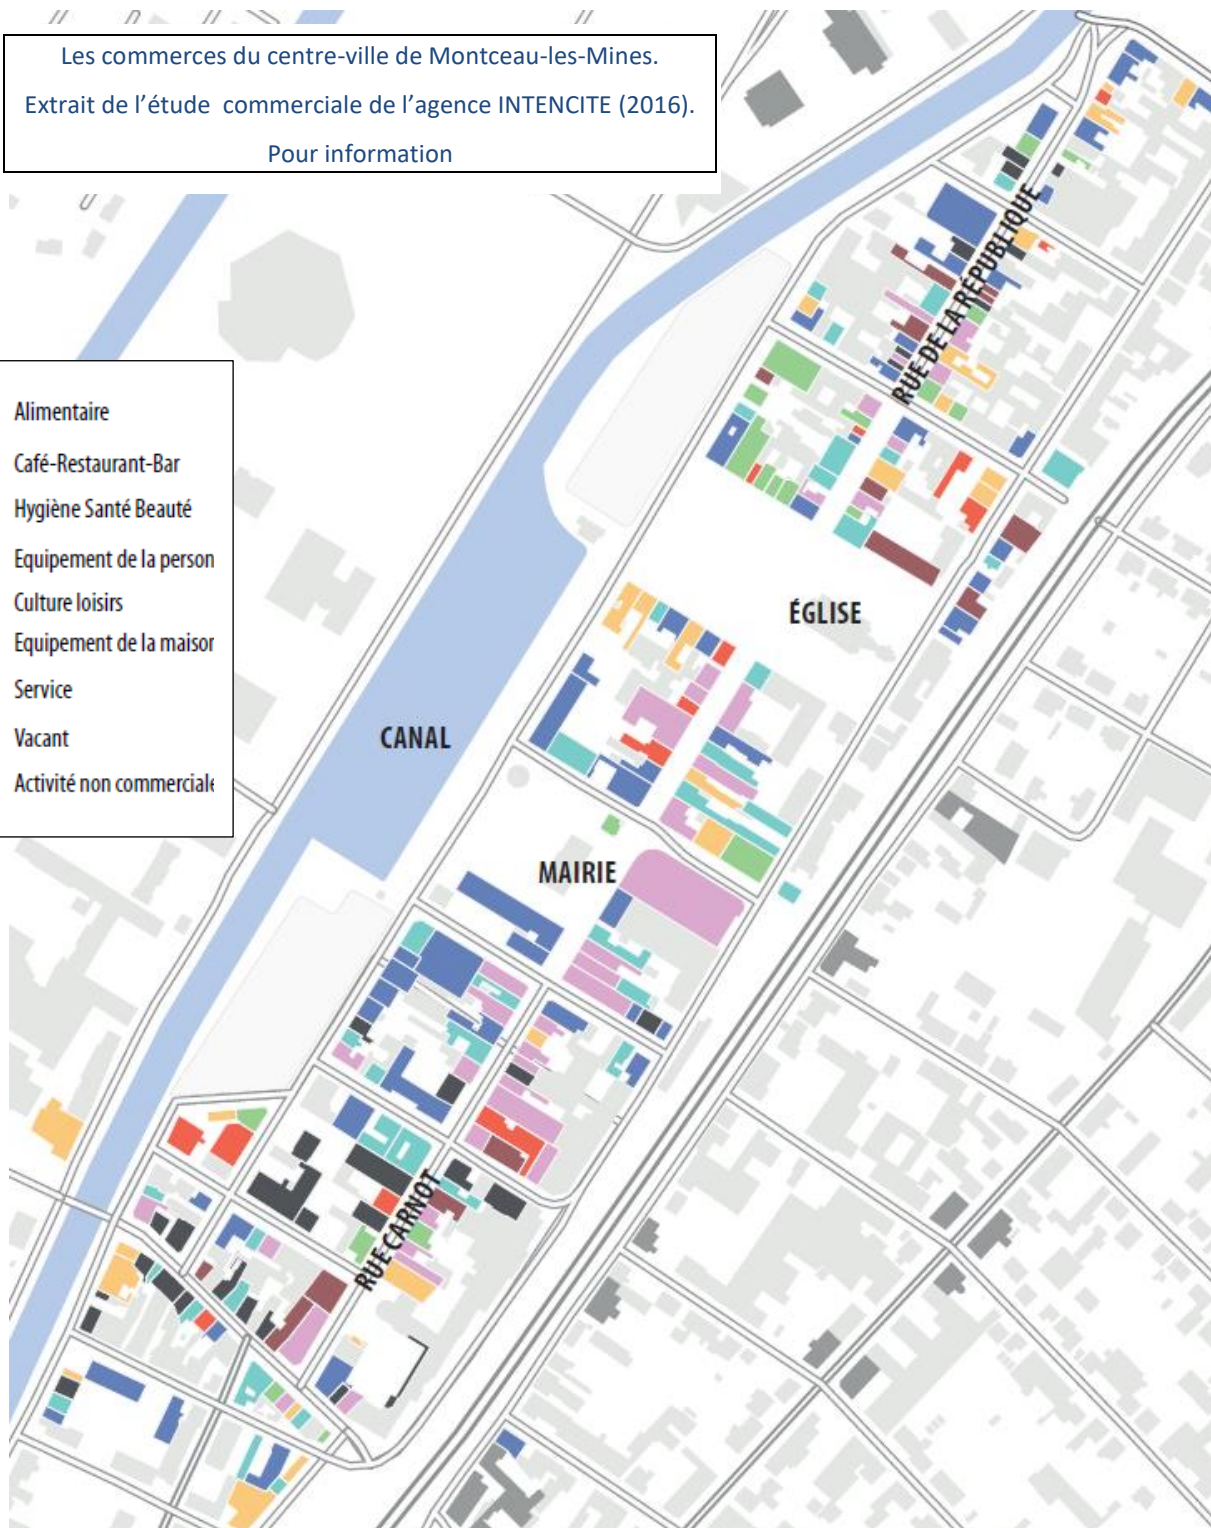 Les commerces du centre-ville de Montceau-les-Mines.
Extrait de l’étude commerciale de l’agence INTENCITE (2016).
Pour information
RUE DE LA RÉPUBLIQUE
Alimentaire
Café-Restaurant-Bar
Hygiène Santé Beauté
Equipement de la person
Culture loisirs
Equipement de la maison
Service
Vacant
Activité non commerciale
ÉGLISE
CANAL
MAIRIE
RUE CARNOT